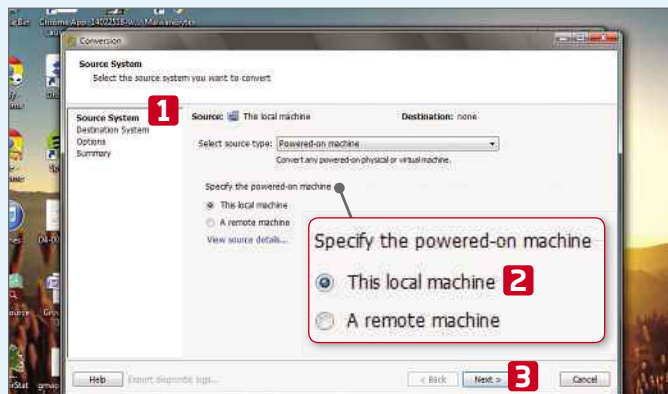 Conversion
Source System
Select the source system you want to convert
Source System 1
Destination System
Options
Summary
Source: This local machine Destination: none
Select source type: Powered-on machine
Convert any powered-on physical or virtual machine.
Specify the powered-on machine
This local machine
A remote machine
View source details...
Specify the powered-on machine
This local machine 2
A remote machine
Help Export diagnostic logs... < Back Next > 3 Cancel